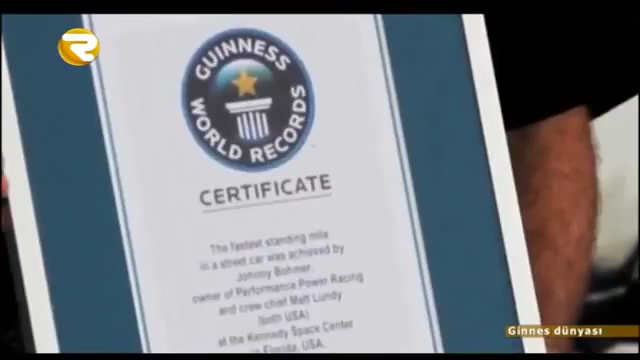 GUINNESS
WORLD RECORDS
CERTIFICATE
The fastest standing mile
in a street car was achieved by
Johnny Bohmer,
owner of Performance Power Racing
and crew chief Matt Lundy
(both USA)
at the Kennedy Space Center
in Florida, USA,
Ginnes dünyası